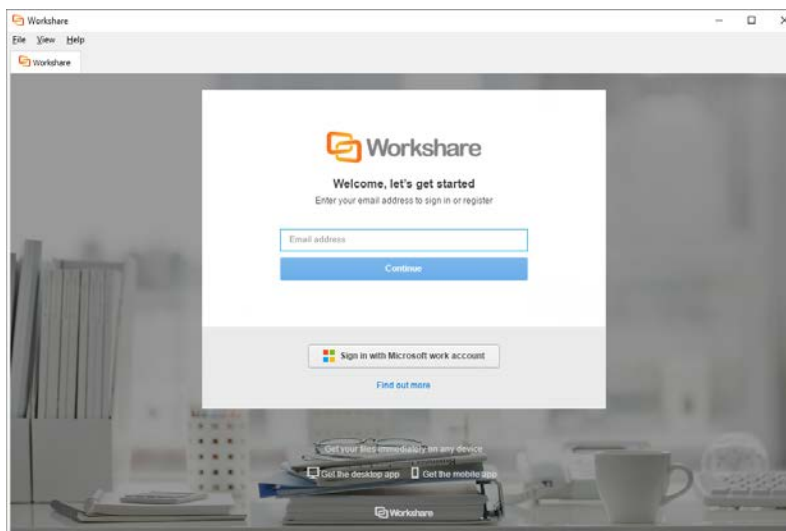 Workshare
File View Help
Workshare
Workshare
Welcome, let's get started
Enter your email address to sign in or register
Email address
Continue
Sign in with Microsoft work account
Find out more
Get your files immediately on any device
Get the desktop app Get the mobile app
Workshare